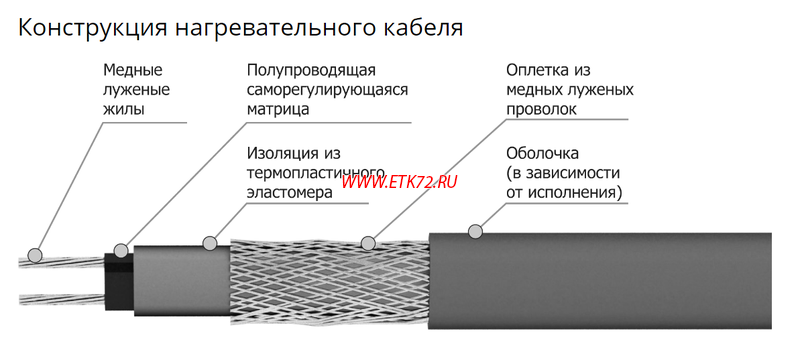 Конструкция нагревательного кабеля
Медные
луженые
жилы
Полупроводящая
саморегулирующаяся
матрица
Оплетка из
медных луженых
проволок
Изоляция из
термопластичного
эластомера
WWW.ETK72.RU
Оболочка
(в зависимости
от исполнения)